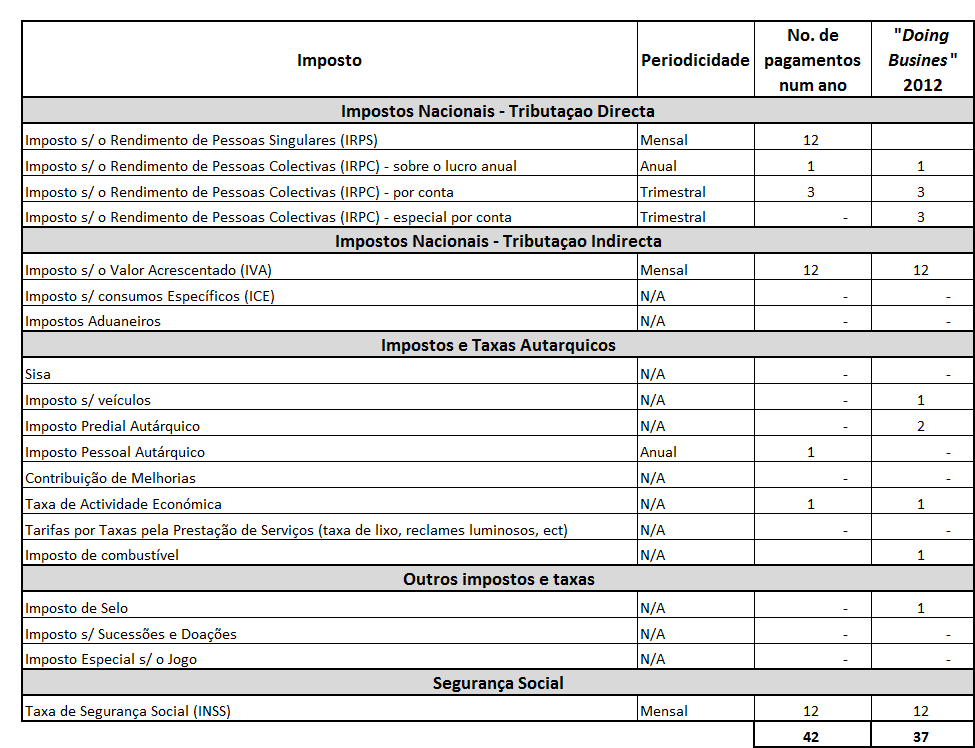 Imposto Periodicidade No. de pagamentos num ano "Doing Busines" 2012
Impostos Nacionais - Tributaçao Directa
Imposto s/ o Rendimento de Pessoas Singulares (IRPS) Mensal 12
Imposto s/ o Rendimento de Pessoas Colectivas (IRPC) - sobre o lucro anual Anual 1 1
Imposto s/ o Rendimento de Pessoas Colectivas (IRPC) - por conta Trimestral 3 3
Imposto s/ o Rendimento de Pessoas Colectivas (IRPC) - especial por conta Trimestral - 3
Impostos Nacionais - Tributaçao Indirecta
Imposto s/ o Valor Acrescentado (IVA) Mensal 12 12
Imposto s/ consumos Específicos (ICE) N/A - -
Impostos Aduaneiros N/A - -
Impostos e Taxas Autarquicos
Sisa N/A - -
Imposto s/ veículos N/A - 1
Imposto Predial Autárquico N/A - 2
Imposto Pessoal Autárquico Anual 1 -
Contribuição de Melhorias N/A - -
Taxa de Actividade Económica N/A 1 1
Tarifas por Taxas pela Prestação de Serviços (taxa de lixo, reclames luminosos, ect) N/A - -
Imposto de combustível N/A 1
Outros impostos e taxas
Imposto de Selo N/A - 1
Imposto s/ Sucessões e Doações N/A - -
Imposto Especial s/ o Jogo N/A - -
Segurança Social
Taxa de Segurança Social (INSS) Mensal 12 12
42 37